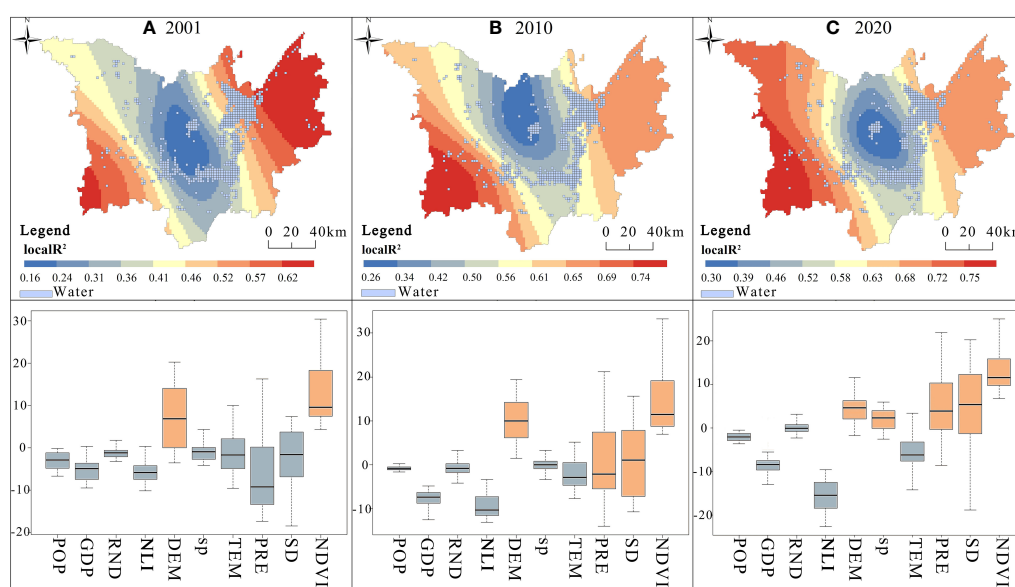 N
A 2001
Legend
localR²
0 20 40km
0.16 0.24 0.31 0.36 0.41 0.46 0.52 0.57 0.62
Water
N
B 2010
Legend
localR²
0 20 40km
0.26 0.34 0.42 0.50 0.56 0.61 0.65 0.69 0.74
Water
N
C 2020
Legend
localR²
0 20 40km
0.30 0.39 0.46 0.52 0.58 0.63 0.68 0.72 0.75
Water
30
20
10
0
-10
-20
POP GDP RND NLI DEM sp TEM PRE SD NDVI
30
20
10
0
-10
POP GDP RND NLI DEM sp TEM PRE SD NDVI
20
10
0
-10
-20
POP GDP RND NLI DEM sp TEM PRE SD NDVI